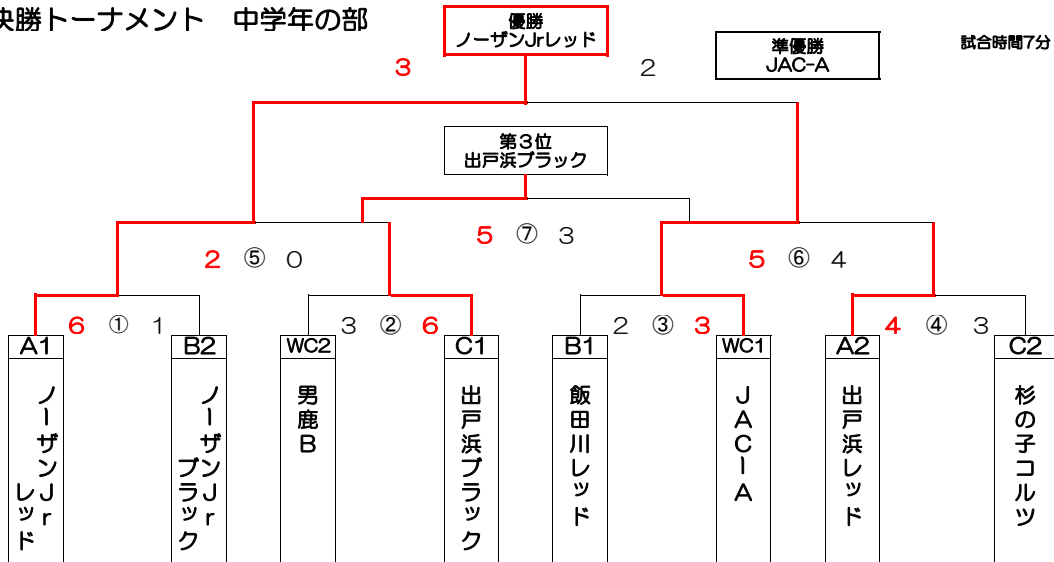 決勝トーナメント　中学年の部
優勝
ノーザンJrレッド
準優勝
JAC-A
試合時間7分
3
2
第3位
出戸浜ブラック
5 ⑦ 3
2 ⑤ 0
5 ⑥ 4
6 ① 1
3 ② 6
2 ③ 3
4 ④ 3
A1
B2
WC2
C1
B1
WC1
A2
C2
ノーザンJr
レッド
ノーザンJr
ブラック
男鹿B
出戸浜ブラック
飯田川レッド
JAC-A
出戸浜レッド
杉の子コルツ